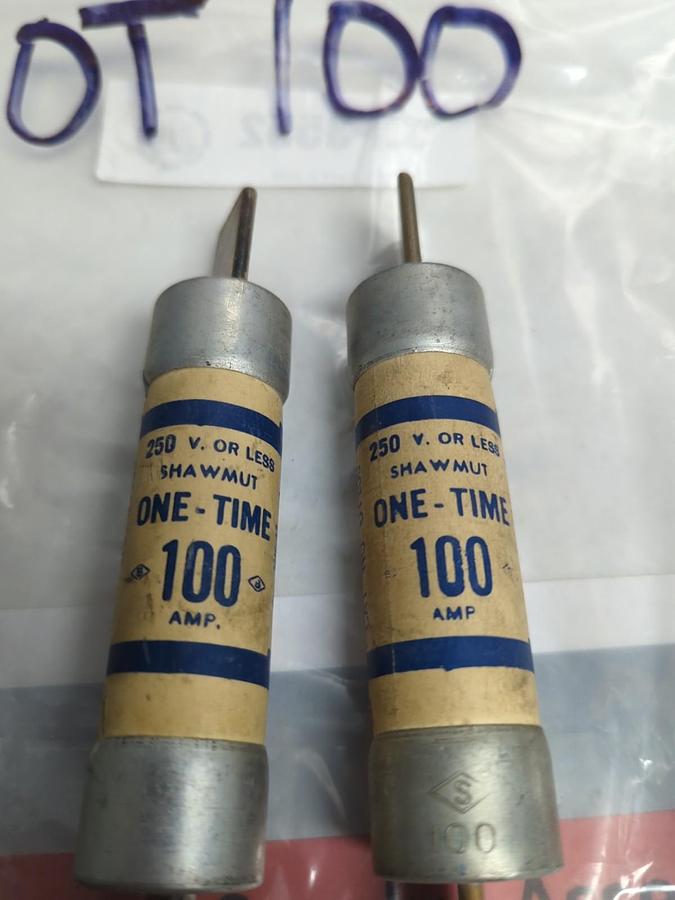 OT 100
250 V. OR LESS
SHAWMUT
ONE-TIME
100
AMP.
250 V. OR LESS
SHAWMUT
ONE-TIME
100
AMP
S
100